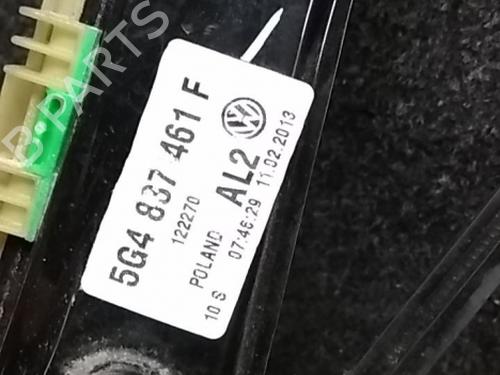 B-PARTS
5G4 837 461 F
122270
AL2
POLAND
07:46:29 11.02.2013
10 S